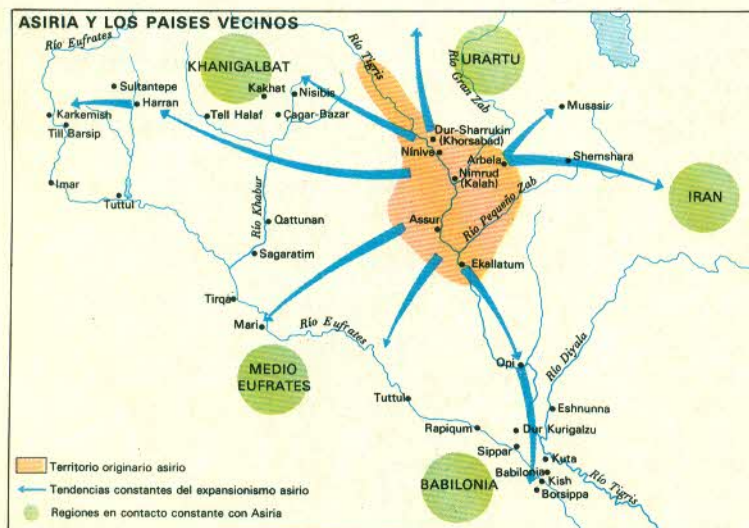 ASIRIA Y LOS PAISES VECINOS
Río Eufrates
KHANIGALBAT
Río Tigris
URARTU
Río Gran Zab
Sultantepe
Harran
Kakhat
Nisibis
Musasir
Karkemish
Till Barsip
Tell Halaf
Çagar-Bazar
Dur-Sharrukin
(Khorsabad)
Nínive
Arbela
Shemshara
Nimrud
(Kalah)
Imar
Tuttul
IRAN
Río Khabur
Qattunan
Assur
Río Pequeño Zab
Sagaratim
Ekallatum
Tirqa
Mari
Río Eufrates
Río Diyala
MEDIO
EUFRATES
Opi
Tuttul
Eshnunna
Rapiqum
Dur Kurigalzu
Sippar
Kuta
BABILONIA
Babilonia
Kish
Borsippa
Río Tigris
Territorio originario asirio
Tendencias constantes del expansionismo asirio
Regiones en contacto constante con Asiria